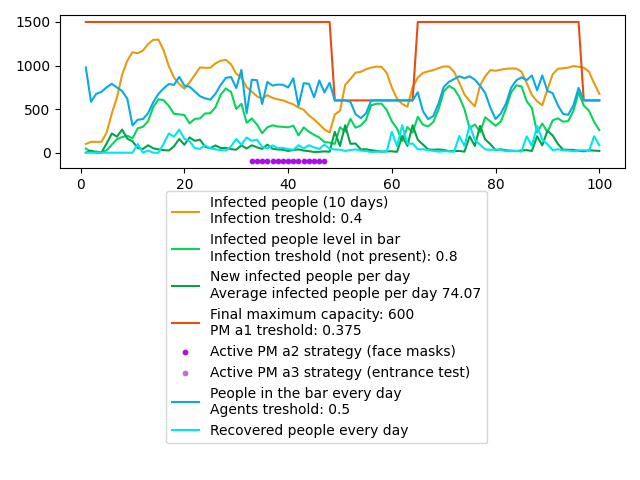 1500
1000
500
0
0
20
40
60
80
100
Infected people (10 days)
Infection treshold: 0.4
Infected people level in bar
Infection treshold (not present): 0.8
New infected people per day
Average infected people per day 74.07
Final maximum capacity: 600
PM a1 treshold: 0.375
Active PM a2 strategy (face masks)
Active PM a3 strategy (entrance test)
People in the bar every day
Agents treshold: 0.5
Recovered people every day